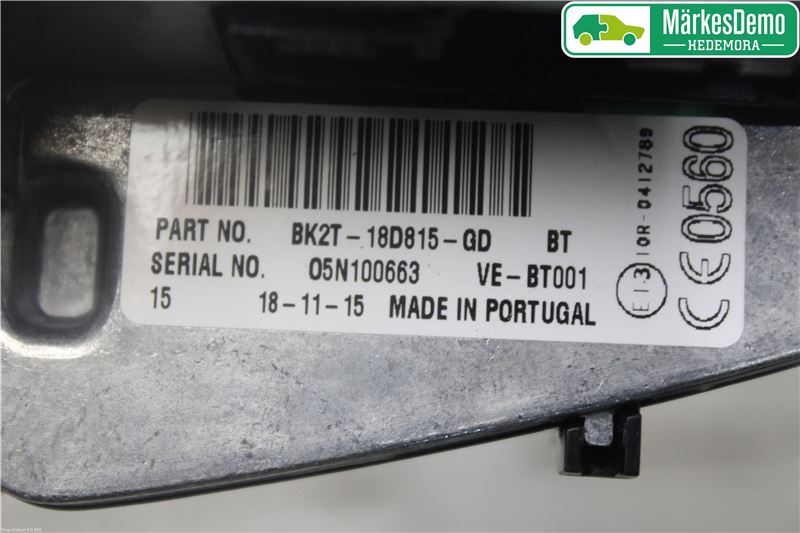 MärkesDemo
HEDEMORA
PART NO. BK2T-18D815-GD BT
SERIAL NO. 05N100663 VE-BT001
15 18-11-15 MADE IN PORTUGAL
E13 10R-0412789
CE0560